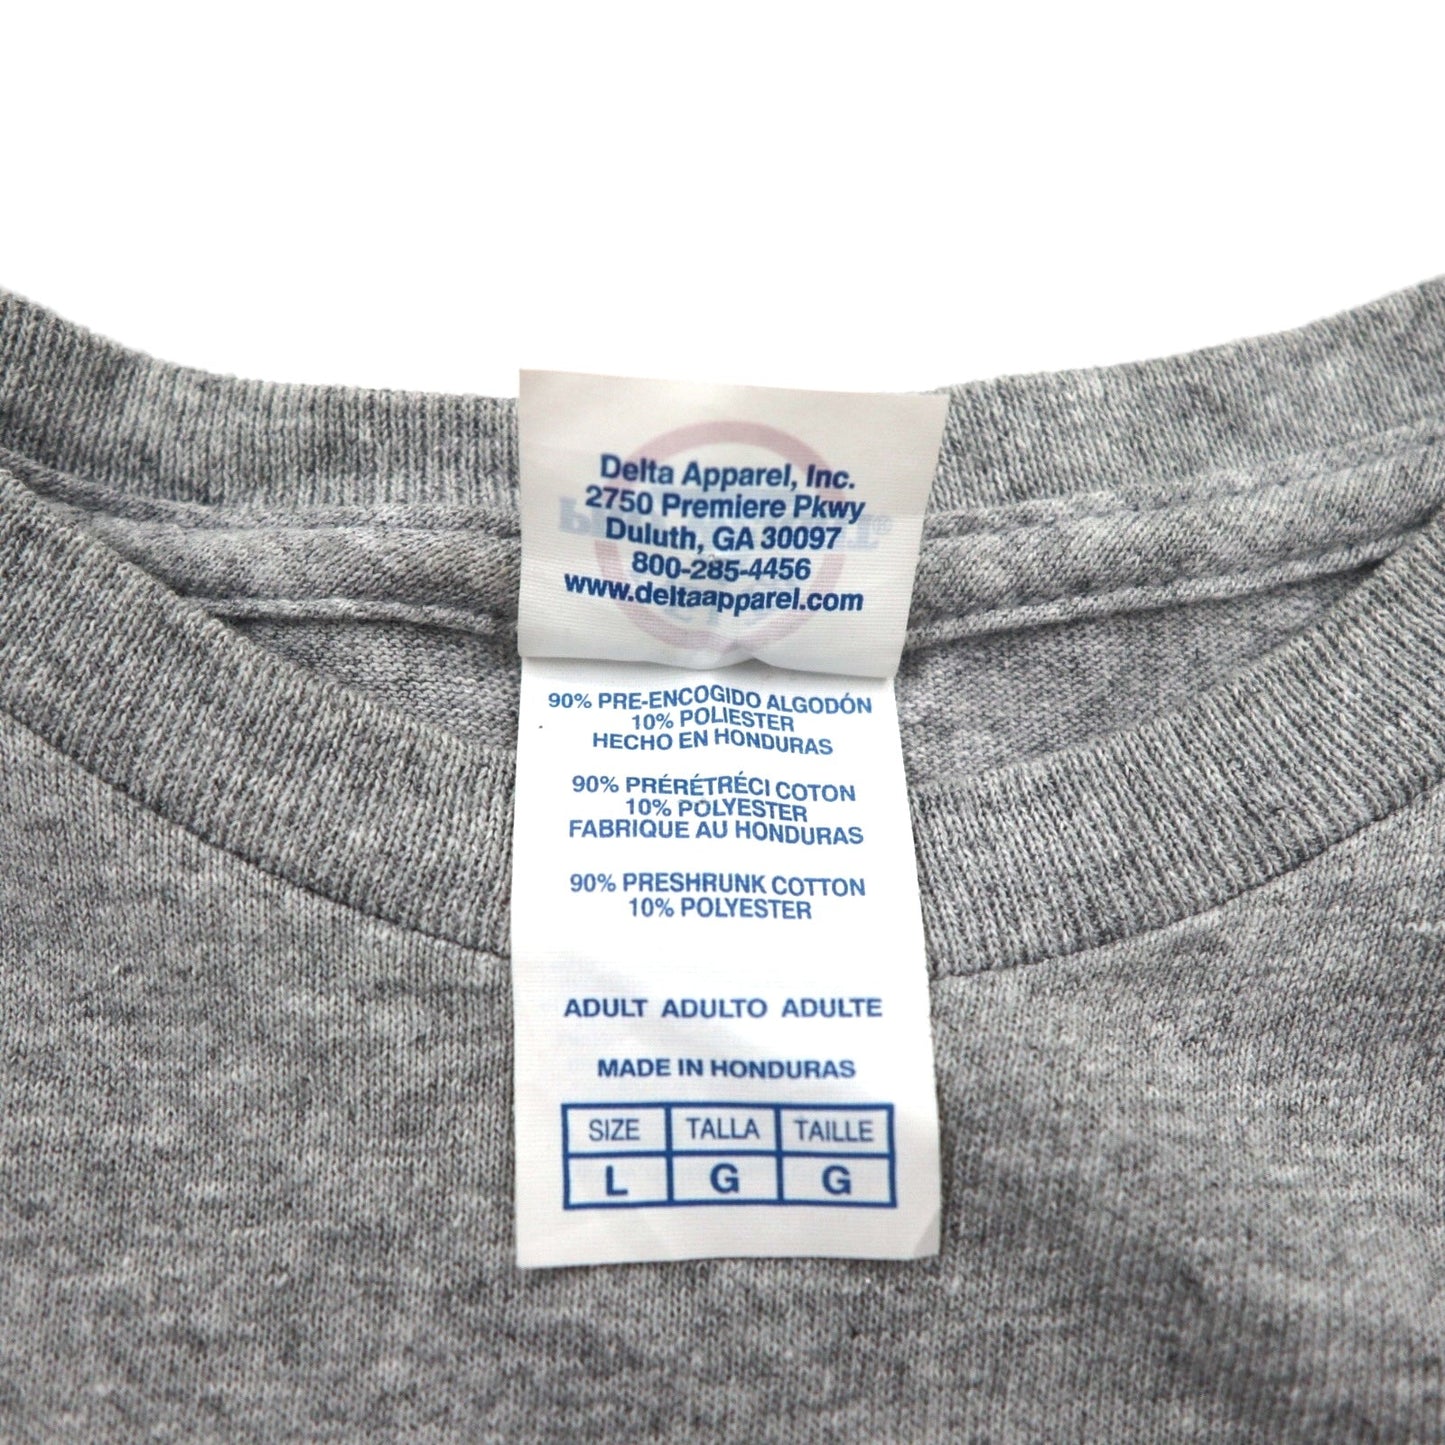 Delta Apparel, Inc.
2750 Premiere Pkwy
Duluth, GA 30097
800-285-4456
www.deltaapparel.com
90% PRE-ENCOGIDO ALGODÓN
10% POLIESTER
HECHO EN HONDURAS
90% PRÉRÉTRÉCI COTON
10% POLYESTER
FABRIQUE AU HONDURAS
90% PRESHRUNK COTTON
10% POLYESTER
ADULT ADULTO ADULTE
MADE IN HONDURAS
SIZE TALLA TAILLE
L G G